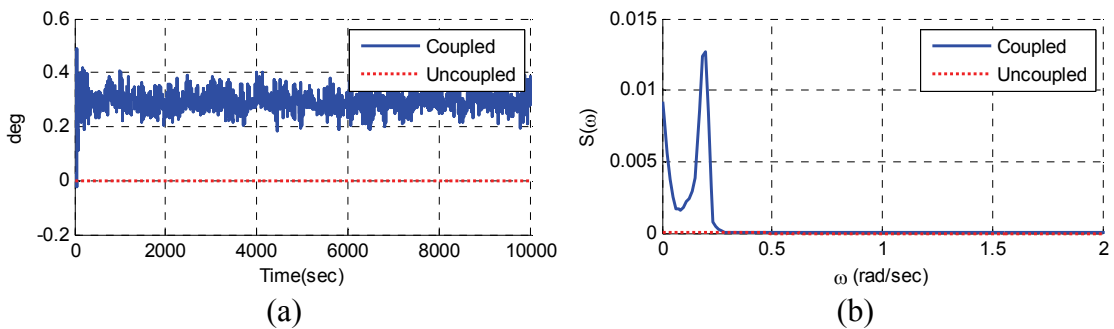 deg
0.6
0.4
0.2
0
-0.2
0
2000
4000
6000
8000
10000
Time(sec)
Coupled
Uncoupled
(a)
S(ω)
0.015
0.01
0.005
0
0
0.5
1
1.5
2
ω (rad/sec)
Coupled
Uncoupled
(b)